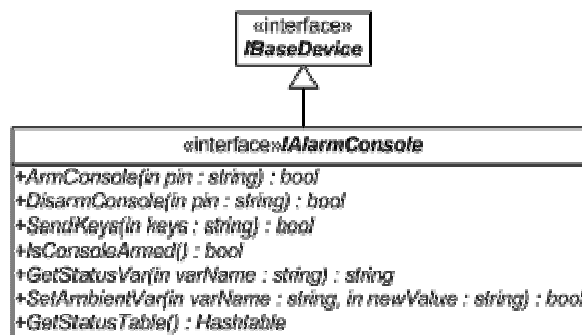 «interface»
IBaseDevice
«interface»IAlarmConsole
+ArmConsole(in pin : string) : bool
+DisarmConsole(in pin : string) : bool
+SendKeys(in keys : string) : bool
+IsConsoleArmed() : bool
+GetStatusVar(in varName : string) : string
+SetAmbientVar(in varName : string, in newValue : string) : bool
+GetStatusTable() : Hashtable